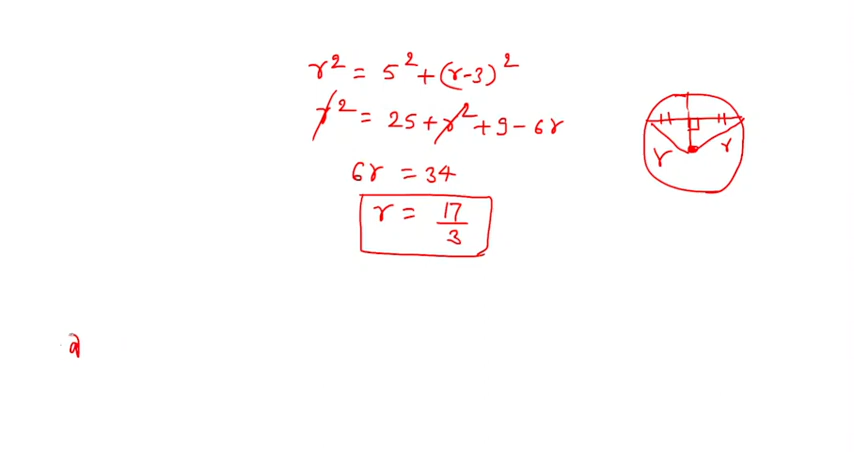 r² = 5² + (r-3)²
r² = 25 + r² + 9 - 6r
6r = 34
r = 17/3
r r